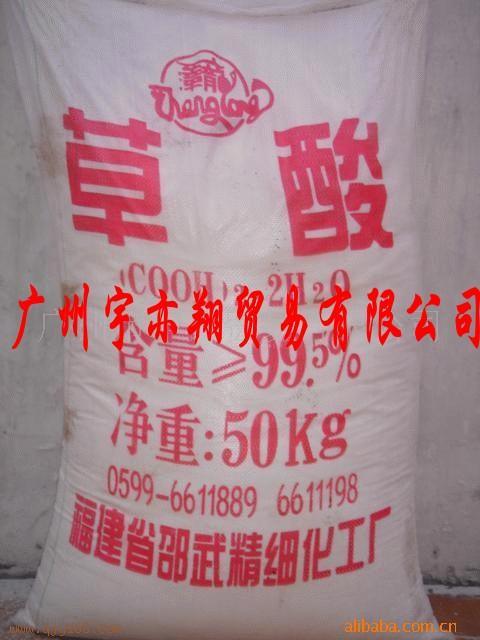 草酸
(COOH)2 2H2O
广州宇亦翔贸易有限公司
含量≥99.5%
净重:50kg
0599-6611889 6611198
福建省邵武精细化工厂
alibaba.com.cn